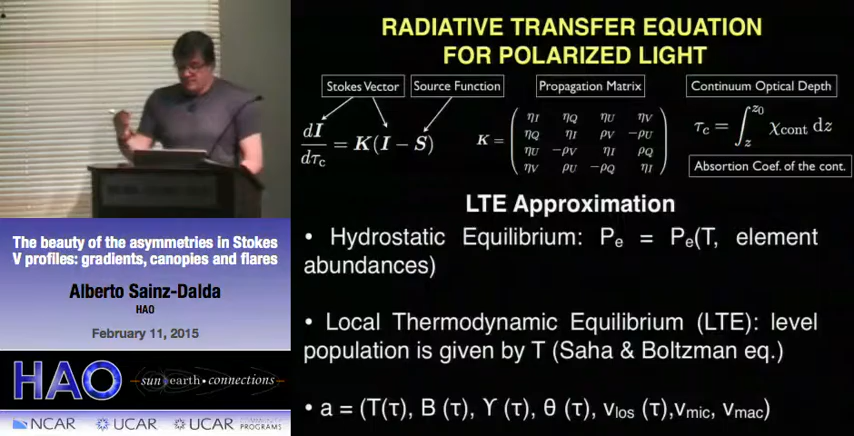 RADIATIVE TRANSFER EQUATION
FOR POLARIZED LIGHT
Stokes Vector
Source Function
Propagation Matrix
Continuum Optical Depth
dI/dτc = K(I − S)
K = ( ηI ηQ ηU ηV
ηQ ηI ρV −ρU
ηU −ρV ηI ρQ
ηV ρU −ρQ ηI )
τc = ∫ z z0 χcont dz
Absortion Coef. of the cont.
LTE Approximation
• Hydrostatic Equilibrium: Pe = Pe(T, element
abundances)
• Local Thermodynamic Equilibrium (LTE): level
population is given by T (Saha & Boltzman eq.)
• a = (T(τ), B (τ), ϒ (τ), θ (τ), vlos (τ),vmic, vmac)
The beauty of the asymmetries in Stokes
V profiles: gradients, canopies and flares
Alberto Sainz-Dalda
HAO
February 11, 2015
HAO
sun earth • connections
NCAR
UCAR
UCAR COMMUNITY
PROGRAMS